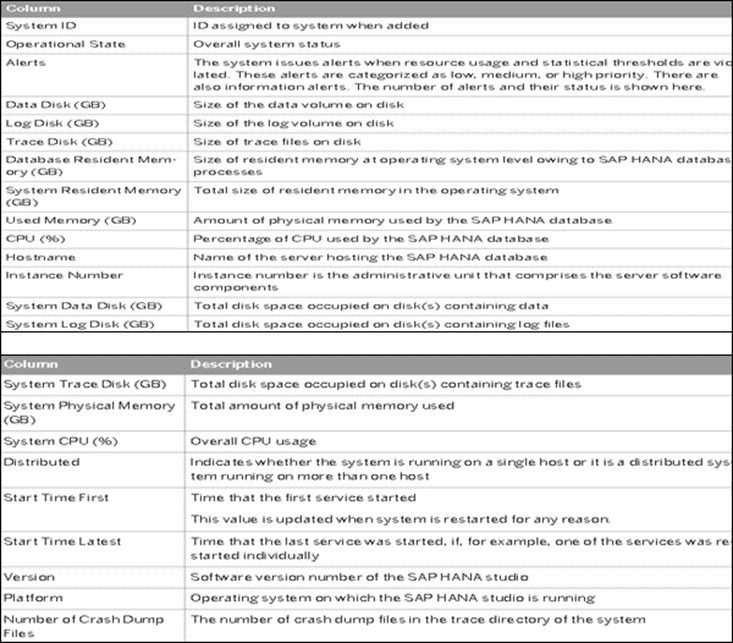 Column Description
System ID ID assigned to system when added
Operational State Overall system status
Alerts The system issues alerts when resource usage and statistical thresholds are vio
lated. These alerts are categorized as low, medium, or high priority. There are
also information alerts. The number of alerts and their status is shown here.
Data Disk (GB) Size of the data volume on disk
Log Disk (GB) Size of the log volume on disk
Trace Disk (GB) Size of trace files on disk
Database Resident Mem- Size of resident memory at operating system level owing to SAP HANA databas
ory (GB) processes
System Resident Memory Total size of resident memory in the operating system
(GB)
Used Memory (GB) Amount of physical memory used by the SAP HANA database
CPU (%) Percentage of CPU used by the SAP HANA database
Hostname Name of the server hosting the SAP HANA database
Instance Number Instance number is the administrative unit that comprises the server software
components
System Data Disk (GB) Total disk space occupied on disk(s) containing data
System Log Disk (GB) Total disk space occupied on disk(s) containing log files
Column Description
System Trace Disk (GB) Total disk space occupied on disk(s) containing trace files
System Physical Memory Total amount of physical memory used
(GB)
System CPU (%) Overall CPU usage
Distributed Indicates whether the system is running on a single host or it is a distributed sys-
tem running on more than one host
Start Time First Time that the first service started
This value is updated when system is restarted for any reason.
Start Time Latest Time that the last service was started, if, for example, one of the services was re-
started individually
Version Software version number of the SAP HANA studio
Platform Operating system on which the SAP HANA studio is running
Number of Crash Dump The number of crash dump files in the trace directory of the system
Files